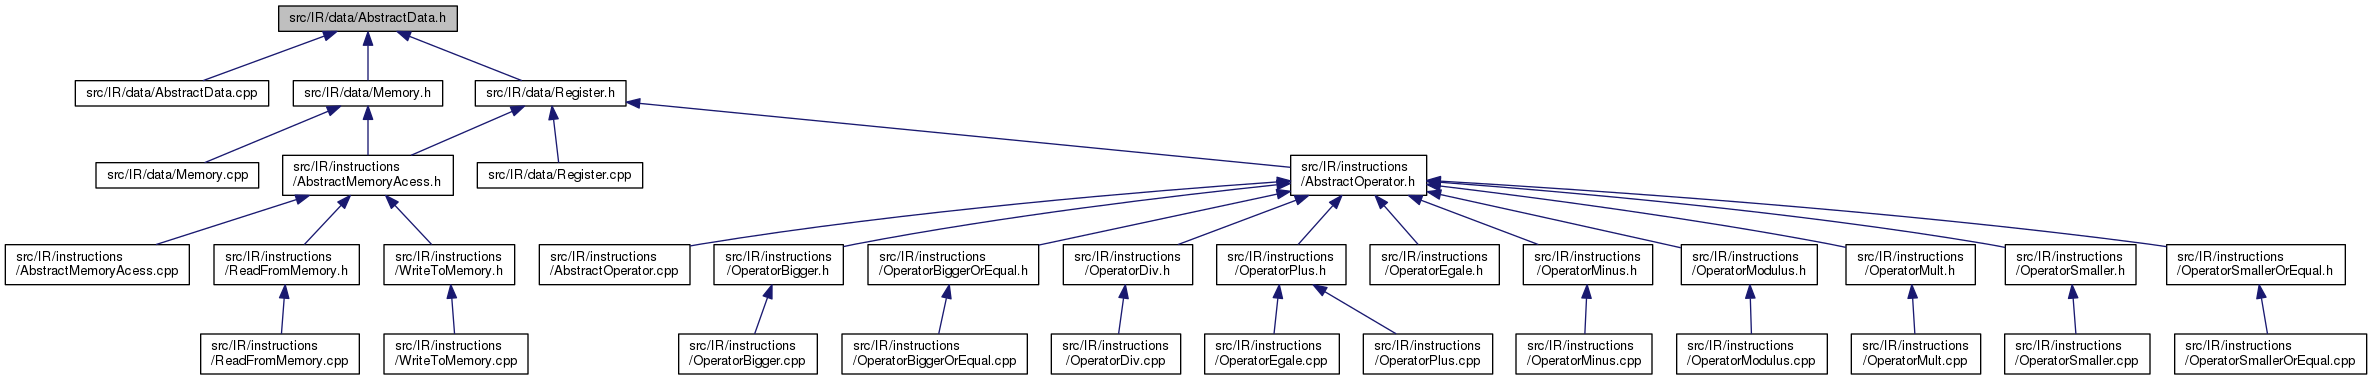 src/IR/data/AbstractData.h
src/IR/data/AbstractData.cpp
src/IR/data/Memory.h
src/IR/data/Register.h
src/IR/data/Memory.cpp
src/IR/instructions
/AbstractMemoryAcess.h
src/IR/data/Register.cpp
src/IR/instructions
/AbstractOperator.h
src/IR/instructions
/AbstractMemoryAcess.cpp
src/IR/instructions
/ReadFromMemory.h
src/IR/instructions
/WriteToMemory.h
src/IR/instructions
/AbstractOperator.cpp
src/IR/instructions
/OperatorBigger.h
src/IR/instructions
/OperatorBiggerOrEqual.h
src/IR/instructions
/OperatorDiv.h
src/IR/instructions
/OperatorPlus.h
src/IR/instructions
/OperatorEgale.h
src/IR/instructions
/OperatorMinus.h
src/IR/instructions
/OperatorModulus.h
src/IR/instructions
/OperatorMult.h
src/IR/instructions
/OperatorSmaller.h
src/IR/instructions
/OperatorSmallerOrEqual.h
src/IR/instructions
/ReadFromMemory.cpp
src/IR/instructions
/WriteToMemory.cpp
src/IR/instructions
/OperatorBigger.cpp
src/IR/instructions
/OperatorBiggerOrEqual.cpp
src/IR/instructions
/OperatorDiv.cpp
src/IR/instructions
/OperatorEgale.cpp
src/IR/instructions
/OperatorPlus.cpp
src/IR/instructions
/OperatorMinus.cpp
src/IR/instructions
/OperatorModulus.cpp
src/IR/instructions
/OperatorMult.cpp
src/IR/instructions
/OperatorSmaller.cpp
src/IR/instructions
/OperatorSmallerOrEqual.cpp